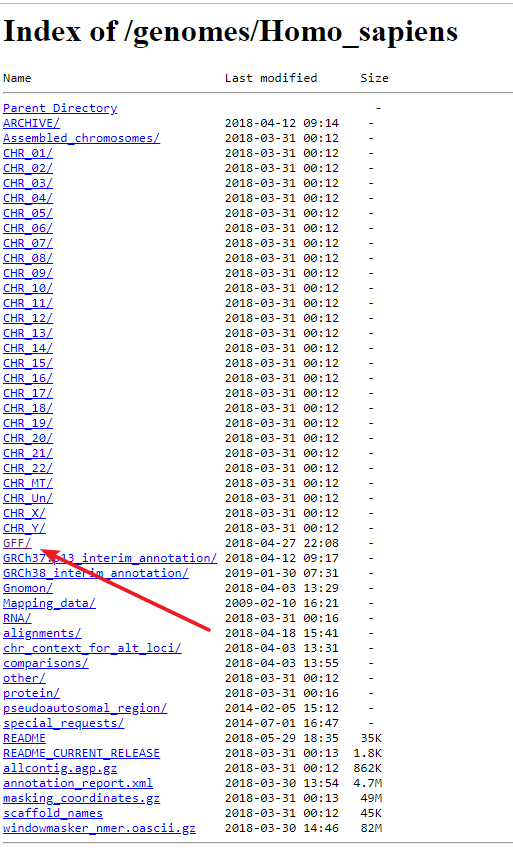 Index of /genomes/Homo_sapiens
Name Last modified Size
Parent Directory -
ARCHIVE/ 2018-04-12 09:14 -
Assembled_chromosomes/ 2018-03-31 00:12 -
CHR_01/ 2018-03-31 00:12 -
CHR_02/ 2018-03-31 00:12 -
CHR_03/ 2018-03-31 00:12 -
CHR_04/ 2018-03-31 00:12 -
CHR_05/ 2018-03-31 00:12 -
CHR_06/ 2018-03-31 00:12 -
CHR_07/ 2018-03-31 00:12 -
CHR_08/ 2018-03-31 00:12 -
CHR_09/ 2018-03-31 00:12 -
CHR_10/ 2018-03-31 00:12 -
CHR_11/ 2018-03-31 00:12 -
CHR_12/ 2018-03-31 00:12 -
CHR_13/ 2018-03-31 00:12 -
CHR_14/ 2018-03-31 00:12 -
CHR_15/ 2018-03-31 00:12 -
CHR_16/ 2018-03-31 00:12 -
CHR_17/ 2018-03-31 00:12 -
CHR_18/ 2018-03-31 00:12 -
CHR_19/ 2018-03-31 00:12 -
CHR_20/ 2018-03-31 00:12 -
CHR_21/ 2018-03-31 00:12 -
CHR_22/ 2018-03-31 00:12 -
CHR_MT/ 2018-03-31 00:12 -
CHR_Un/ 2018-03-31 00:12 -
CHR_X/ 2018-03-31 00:12 -
CHR_Y/ 2018-03-31 00:12 -
GFF/ 2018-04-27 22:08 -
GRCh37.p13_interim_annotation/ 2018-04-12 09:17 -
GRCh38_interim_annotation/ 2019-01-30 07:31 -
Gnomon/ 2018-04-03 13:29 -
Mapping_data/ 2009-02-10 16:21 -
RNA/ 2018-03-31 00:16 -
alignments/ 2018-04-18 15:41 -
chr_context_for_alt_loci/ 2018-04-03 13:31 -
comparisons/ 2018-04-03 13:55 -
other/ 2018-03-31 00:12 -
protein/ 2018-03-31 00:16 -
pseudoautosomal_region/ 2014-02-05 15:12 -
special_requests/ 2014-07-01 16:47 -
README 2018-05-29 18:35 35K
README_CURRENT_RELEASE 2018-03-31 00:13 1.8K
allcontig.agp.gz 2018-03-31 00:12 862K
annotation_report.xml 2018-03-30 13:54 4.7M
masking_coordinates.gz 2018-03-31 00:13 49M
scaffold_names 2018-03-31 00:12 45K
windowmasker_nmer.oascii.gz 2018-03-30 14:46 82M